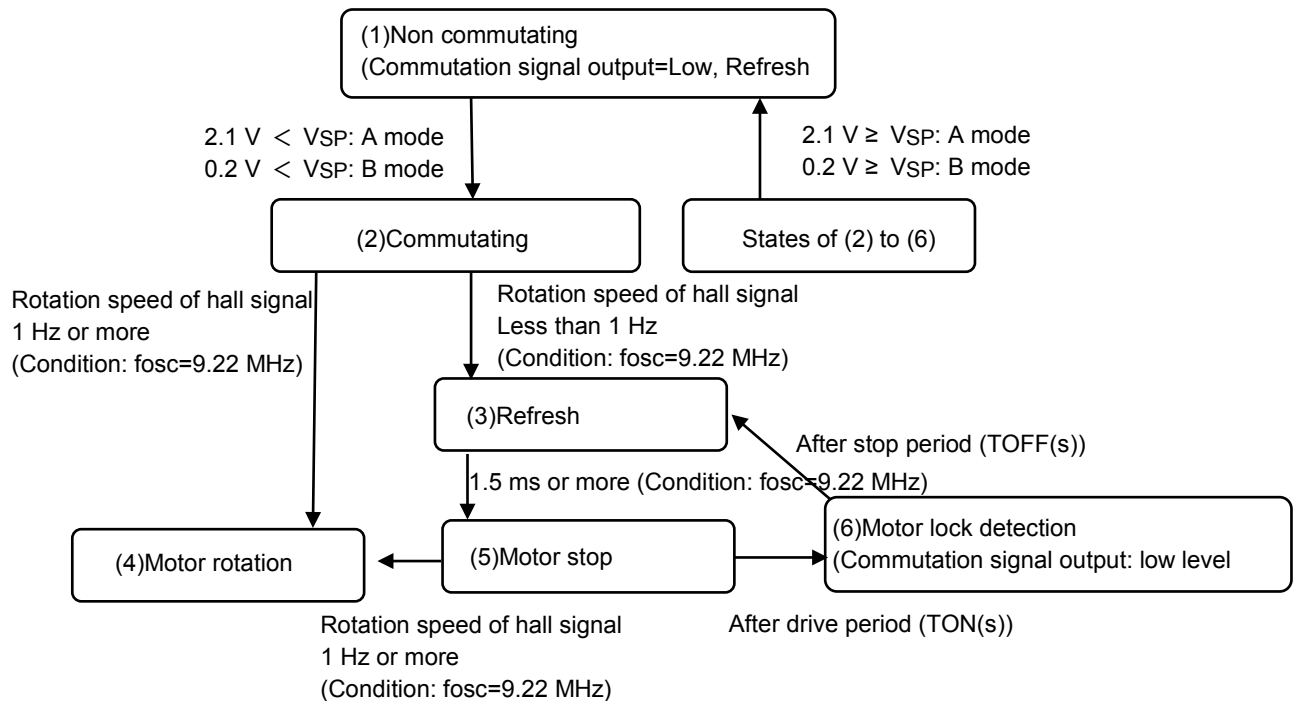 (1)Non commutating
(Commutation signal output=Low, Refresh
2.1 V ＜ VSP: A mode
0.2 V ＜ VSP: B mode
2.1 V ≥ VSP: A mode
0.2 V ≥ VSP: B mode
(2)Commutating
States of (2) to (6)
Rotation speed of hall signal
1 Hz or more
(Condition: fosc=9.22 MHz)
Rotation speed of hall signal
Less than 1 Hz
(Condition: fosc=9.22 MHz)
(3)Refresh
After stop period (TOFF(s))
1.5 ms or more (Condition: fosc=9.22 MHz)
(4)Motor rotation
(5)Motor stop
(6)Motor lock detection
(Commutation signal output: low level
Rotation speed of hall signal
1 Hz or more
(Condition: fosc=9.22 MHz)
After drive period (TON(s))